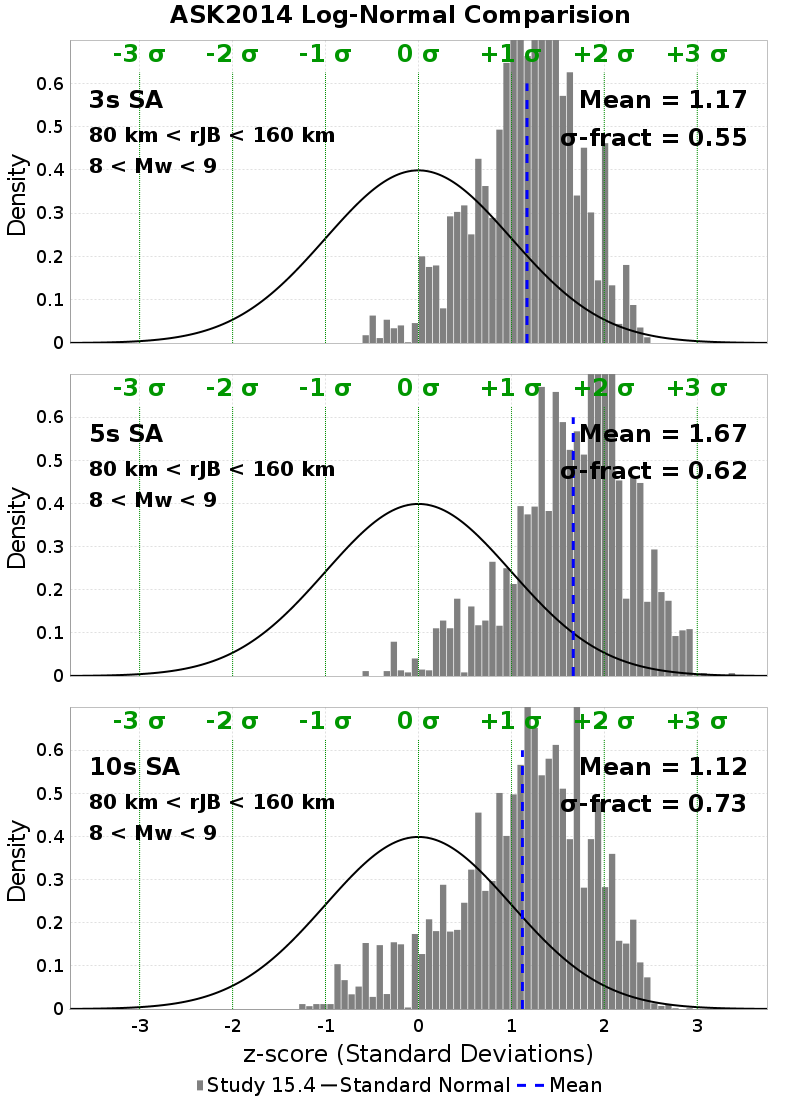 ASK2014 Log-Normal Comparision
-3 σ -2 σ -1 σ 0 σ +1 σ +2 σ +3 σ
0.6
3s SA Mean = 1.17
0.5
80 km < rJB < 160 km σ-fract = 0.55
8 < Mw < 9
0.4
Density
0.3
0.2
0.1
0
-3 σ -2 σ -1 σ 0 σ +1 σ +2 σ +3 σ
0.6
5s SA Mean = 1.67
0.5
80 km < rJB < 160 km σ-fract = 0.62
8 < Mw < 9
0.4
Density
0.3
0.2
0.1
0
-3 σ -2 σ -1 σ 0 σ +1 σ +2 σ +3 σ
0.6
10s SA Mean = 1.12
0.5
80 km < rJB < 160 km σ-fract = 0.73
8 < Mw < 9
0.4
Density
0.3
0.2
0.1
0
-3 -2 -1 0 1 2 3
z-score (Standard Deviations)
Study 15.4 Standard Normal Mean